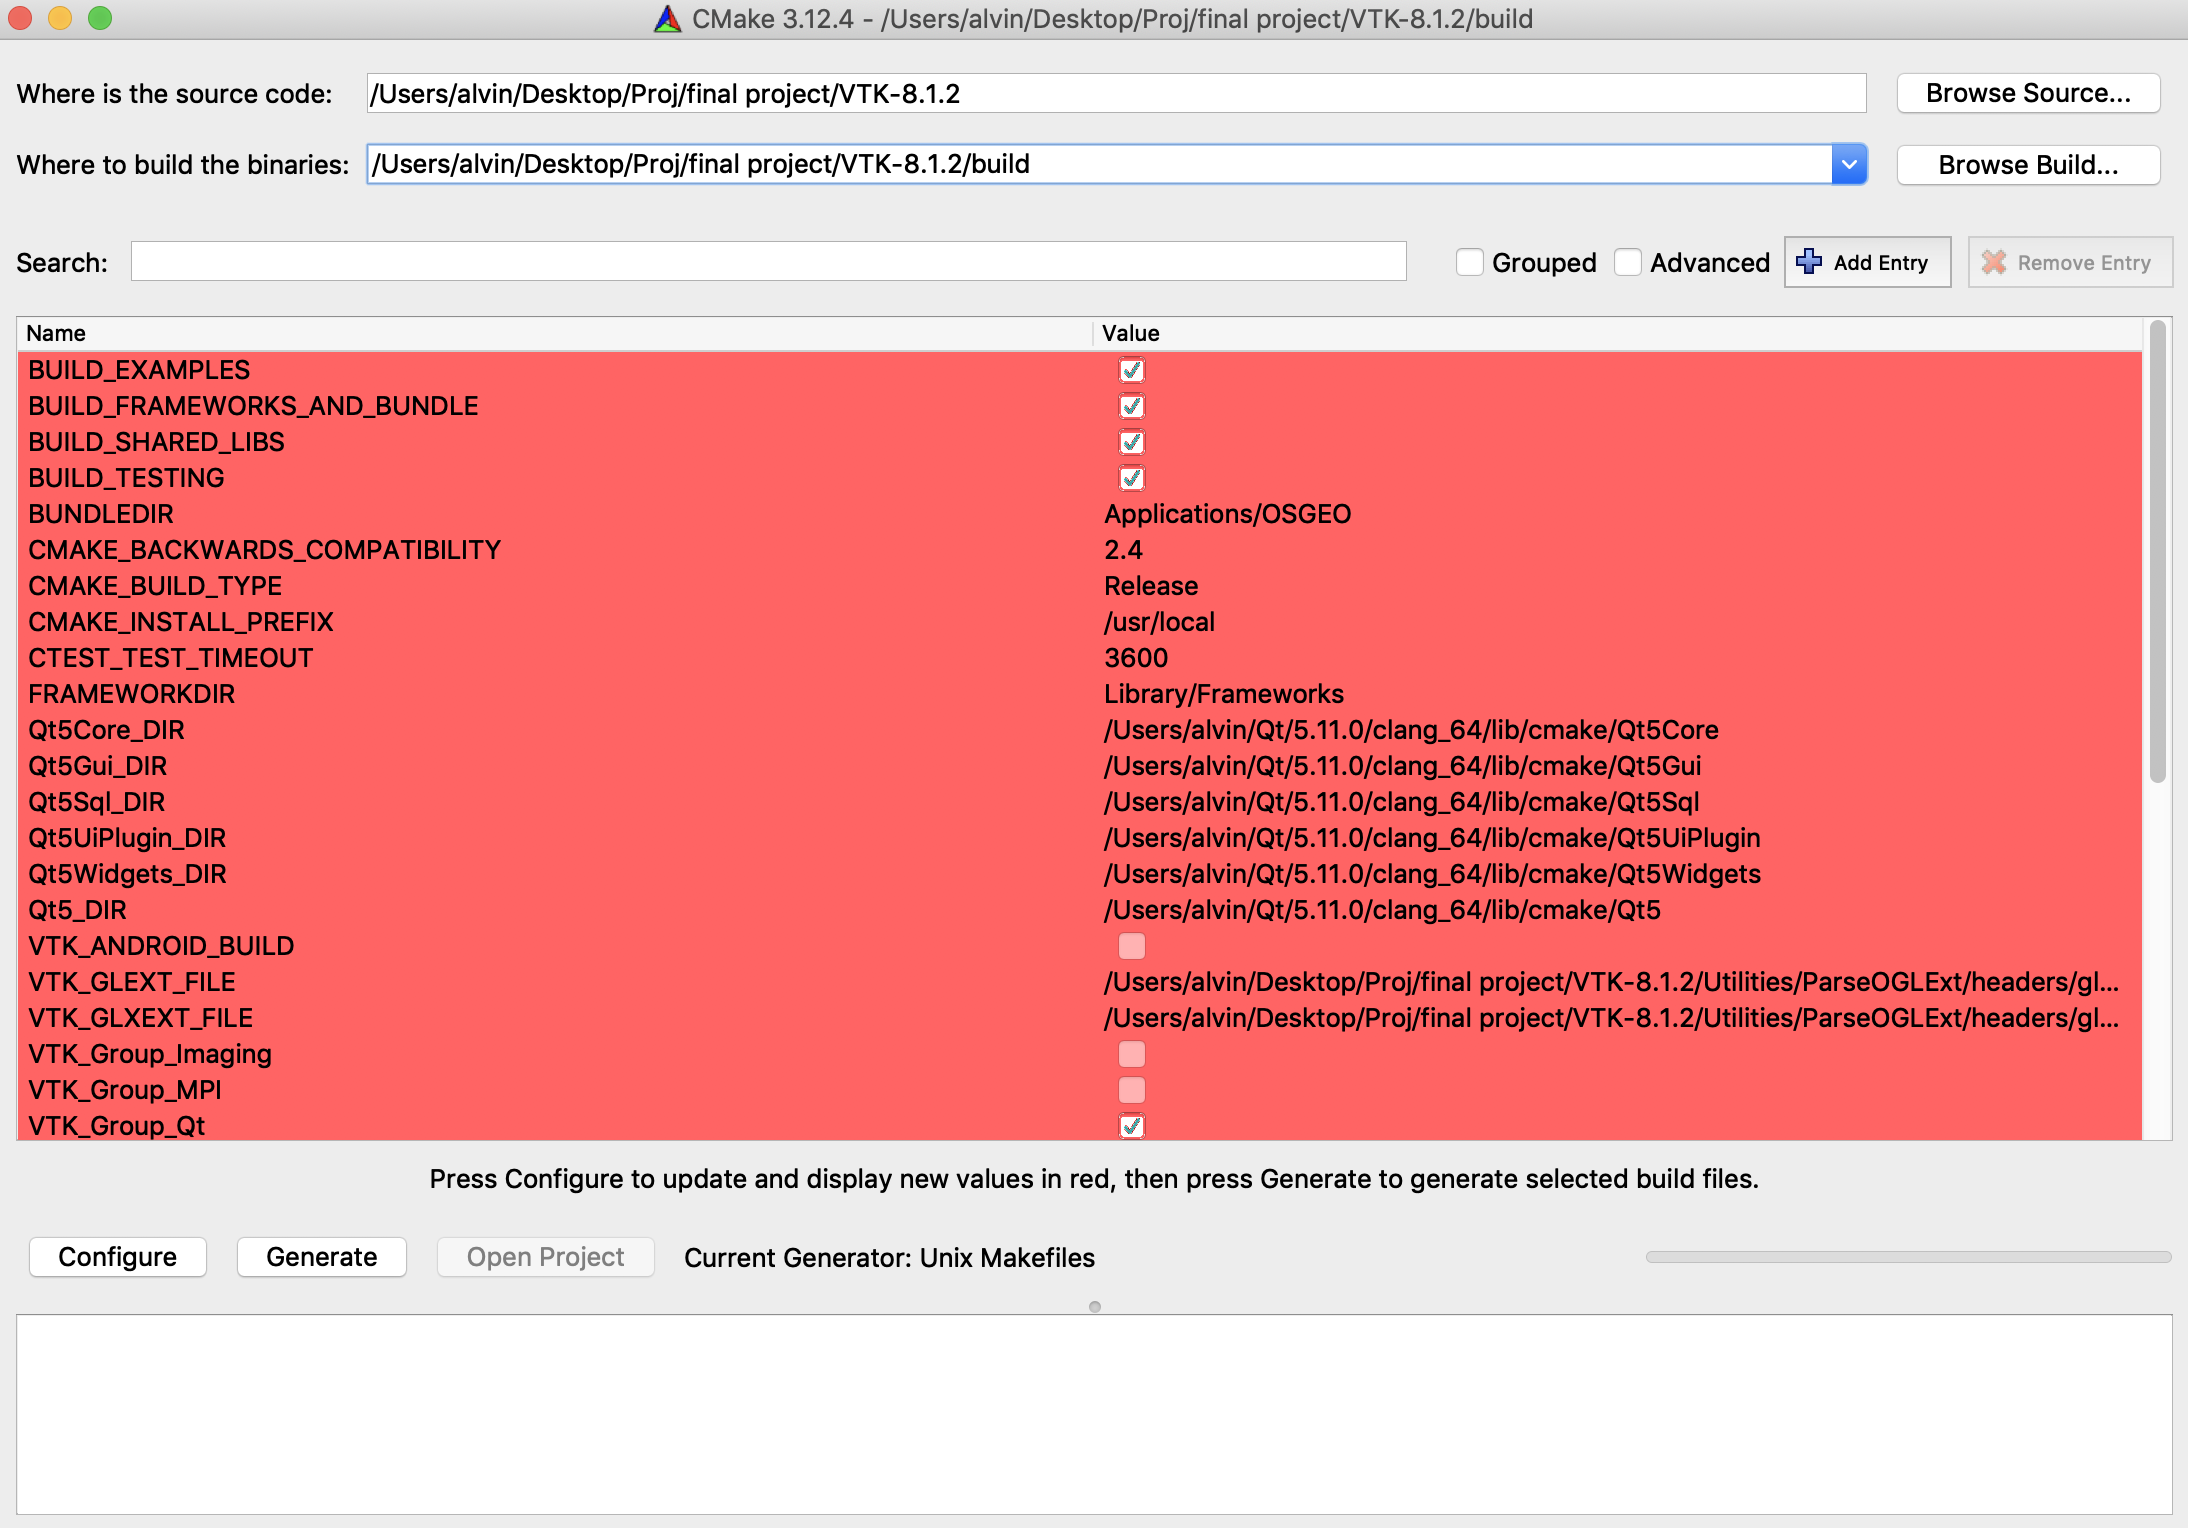 CMake 3.12.4 - /Users/alvin/Desktop/Proj/final project/VTK-8.1.2/build
Where is the source code: /Users/alvin/Desktop/Proj/final project/VTK-8.1.2 Browse Source...
Where to build the binaries: /Users/alvin/Desktop/Proj/final project/VTK-8.1.2/build Browse Build...
Search: Grouped Advanced Add Entry Remove Entry
Name Value
BUILD_EXAMPLES
BUILD_FRAMEWORKS_AND_BUNDLE
BUILD_SHARED_LIBS
BUILD_TESTING
BUNDLEDIR Applications/OSGEO
CMAKE_BACKWARDS_COMPATIBILITY 2.4
CMAKE_BUILD_TYPE Release
CMAKE_INSTALL_PREFIX /usr/local
CTEST_TEST_TIMEOUT 3600
FRAMEWORKDIR Library/Frameworks
Qt5Core_DIR /Users/alvin/Qt/5.11.0/clang_64/lib/cmake/Qt5Core
Qt5Gui_DIR /Users/alvin/Qt/5.11.0/clang_64/lib/cmake/Qt5Gui
Qt5Sql_DIR /Users/alvin/Qt/5.11.0/clang_64/lib/cmake/Qt5Sql
Qt5UiPlugin_DIR /Users/alvin/Qt/5.11.0/clang_64/lib/cmake/Qt5UiPlugin
Qt5Widgets_DIR /Users/alvin/Qt/5.11.0/clang_64/lib/cmake/Qt5Widgets
Qt5_DIR /Users/alvin/Qt/5.11.0/clang_64/lib/cmake/Qt5
VTK_ANDROID_BUILD
VTK_GLEXT_FILE /Users/alvin/Desktop/Proj/final project/VTK-8.1.2/Utilities/ParseOGLExt/headers/gl...
VTK_GLXEXT_FILE /Users/alvin/Desktop/Proj/final project/VTK-8.1.2/Utilities/ParseOGLExt/headers/gl...
VTK_Group_Imaging
VTK_Group_MPI
VTK_Group_Qt
Press Configure to update and display new values in red, then press Generate to generate selected build files.
Configure Generate Open Project Current Generator: Unix Makefiles